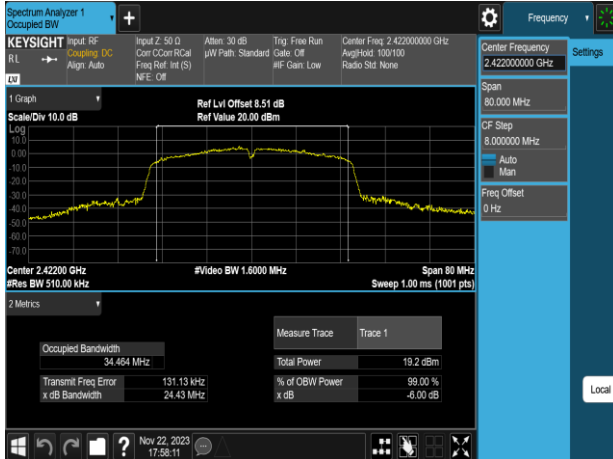 Spectrum Analyzer 1
Occupied BW
Frequency
KEYSIGHT
RL
Input: RF
Coupling: DC
Align: Auto
Input Z: 50 Ω
Corr CCorr RCal
Freq Ref: Int (S)
NFE: Off
Atten: 30 dB
µW Path: Standard
Trig: Free Run
Gate: Off
#IF Gain: Low
Center Freq: 2.422000000 GHz
Avg|Hold: 100/100
Radio Std: None
LXI
1 Graph
Scale/Div 10.0 dB
Ref Lvl Offset 8.51 dB
Ref Value 20.00 dBm
Log
10.0
0.00
-10.0
-20.0
-30.0
-40.0
-50.0
-60.0
-70.0
Center 2.42200 GHz
#Res BW 510.00 kHz
#Video BW 1.6000 MHz
Span 80 MHz
Sweep 1.00 ms (1001 pts)
2 Metrics
Measure Trace Trace 1
Occupied Bandwidth
34.464 MHz
Total Power 19.2 dBm
Transmit Freq Error 131.13 kHz
% of OBW Power 99.00 %
x dB Bandwidth 24.43 MHz
x dB -6.00 dB
Center Frequency
2.422000000 GHz
Settings
Span
80.000 MHz
CF Step
8.000000 MHz
Auto
Man
Freq Offset
0 Hz
Local
Nov 22, 2023
17:58:11